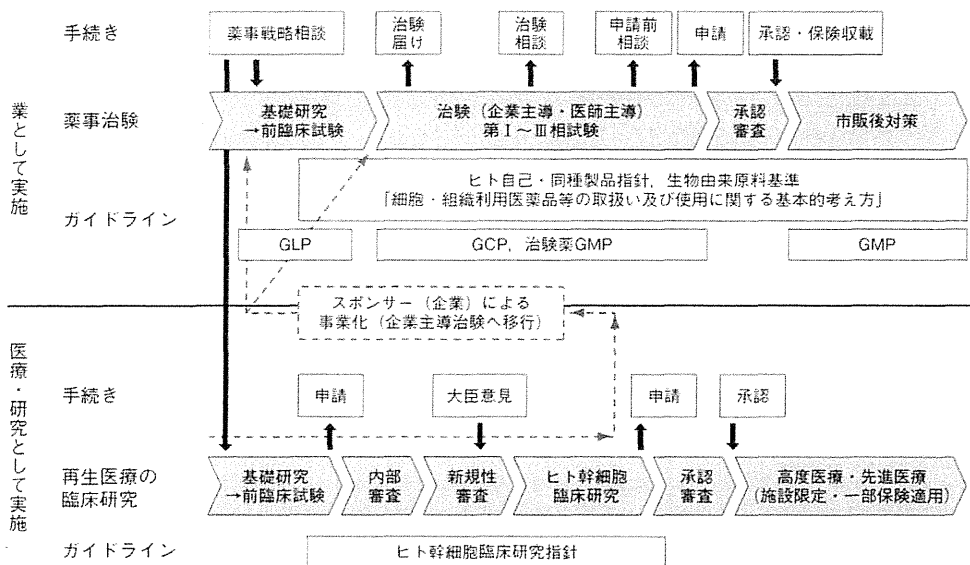 手続き
薬事戦略相談
治験
届け
治験
相談
申請前
相談
申請
承認・保険収載
業として実施
薬事治験
基礎研究
→前臨床試験
治験（企業主導・医師主導）
第Ⅰ～Ⅲ相試験
承認
審査
市販後対策
ガイドライン
ヒト自己・同種製品指針，生物由来原料基準
『細胞・組織利用医薬品等の取扱い及び使用に関する基本的考え方』
GLP
GCP，治験薬GMP
GMP
スポンサー（企業）による
事業化（企業主導治験へ移行）
医療・研究として実施
手続き
申請
大臣意見
申請
承認
再生医療の
臨床研究
基礎研究
→前臨床試験
内部
審査
新規性
審査
ヒト幹細胞
臨床研究
承認
審査
高度医療・先進医療
（施設限定・一部保険適用）
ガイドライン
ヒト幹細胞臨床研究指針